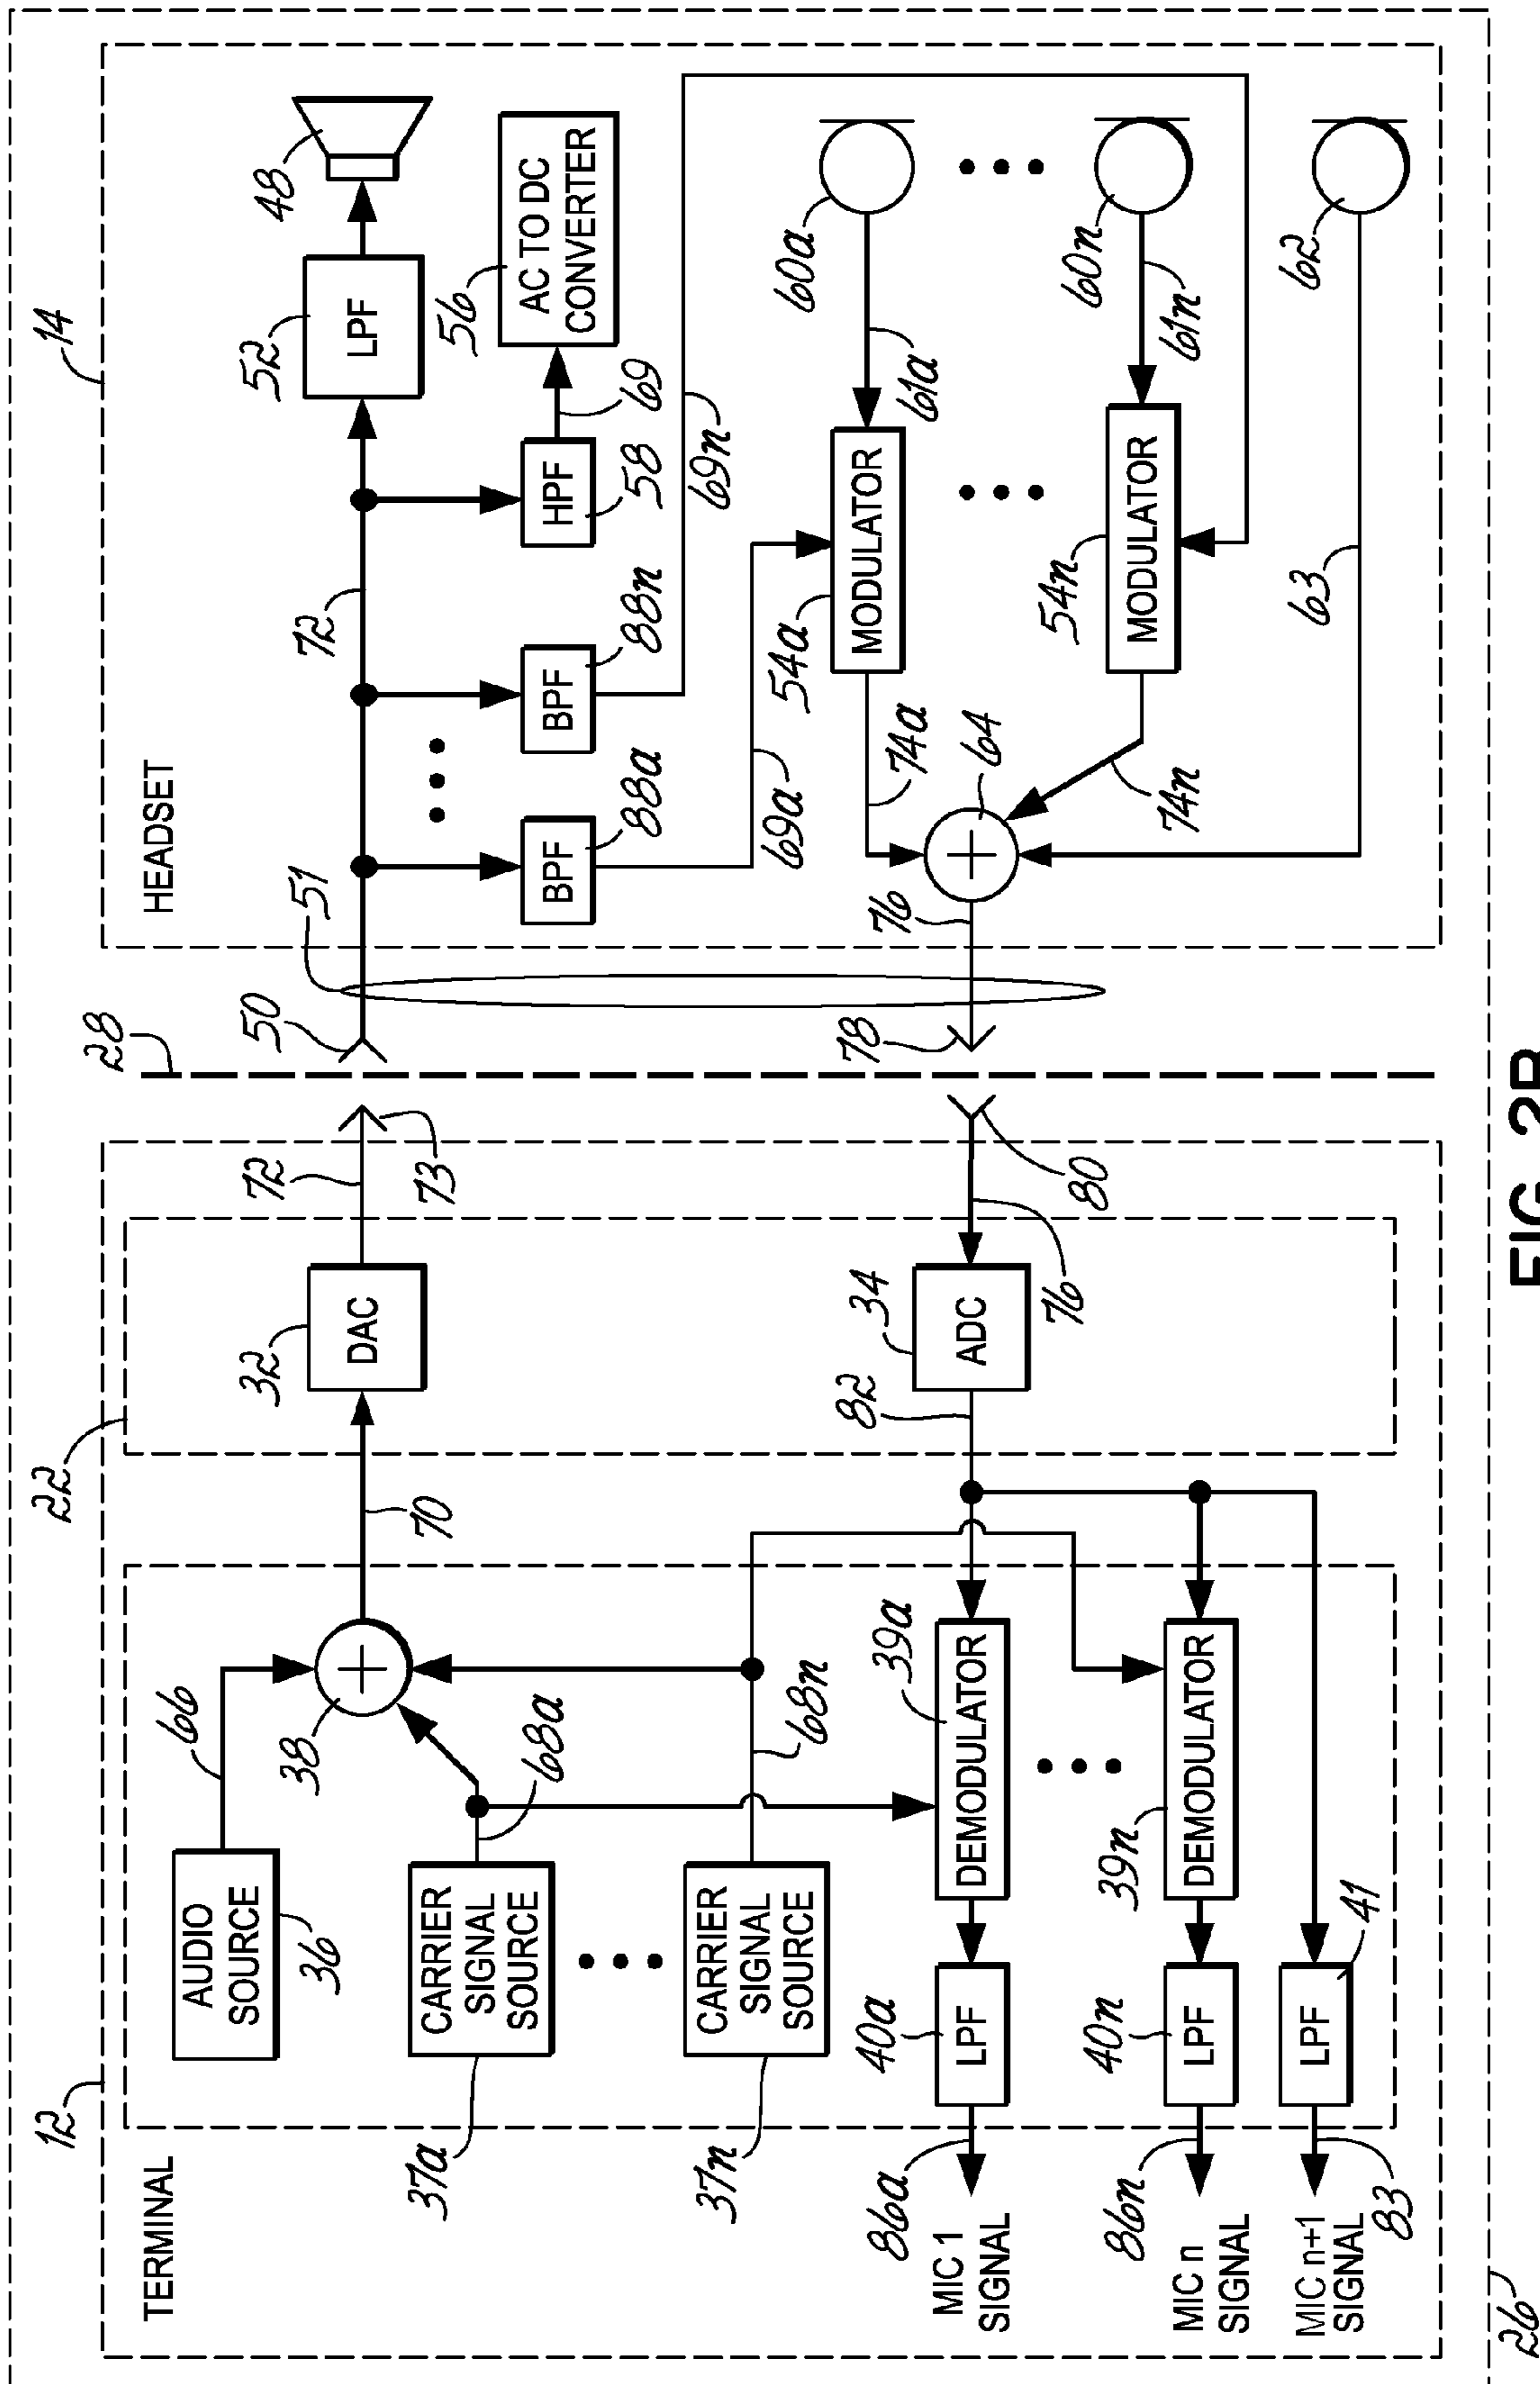 12
22
28
14
TERMINAL
HEADSET
AUDIO
SOURCE
36
66
38
70
32
DAC
72
73
50
51
72
52
LPF
48
CARRIER
SIGNAL
SOURCE
37a
68a
BPF
88a
BPF
88n
HPF
58
69
56
AC TO DC
CONVERTER
CARRIER
SIGNAL
SOURCE
37n
68n
69a
69n
86a
MIC 1
SIGNAL
40a
LPF
39a
DEMODULATOR
82
34
ADC
76
80
78
76
64
74a
54a
MODULATOR
61a
60a
86n
MIC n
SIGNAL
40n
LPF
39n
DEMODULATOR
74n
54n
MODULATOR
61n
60n
MIC n+1
SIGNAL
83
LPF
41
63
62
26
FIG. 2B